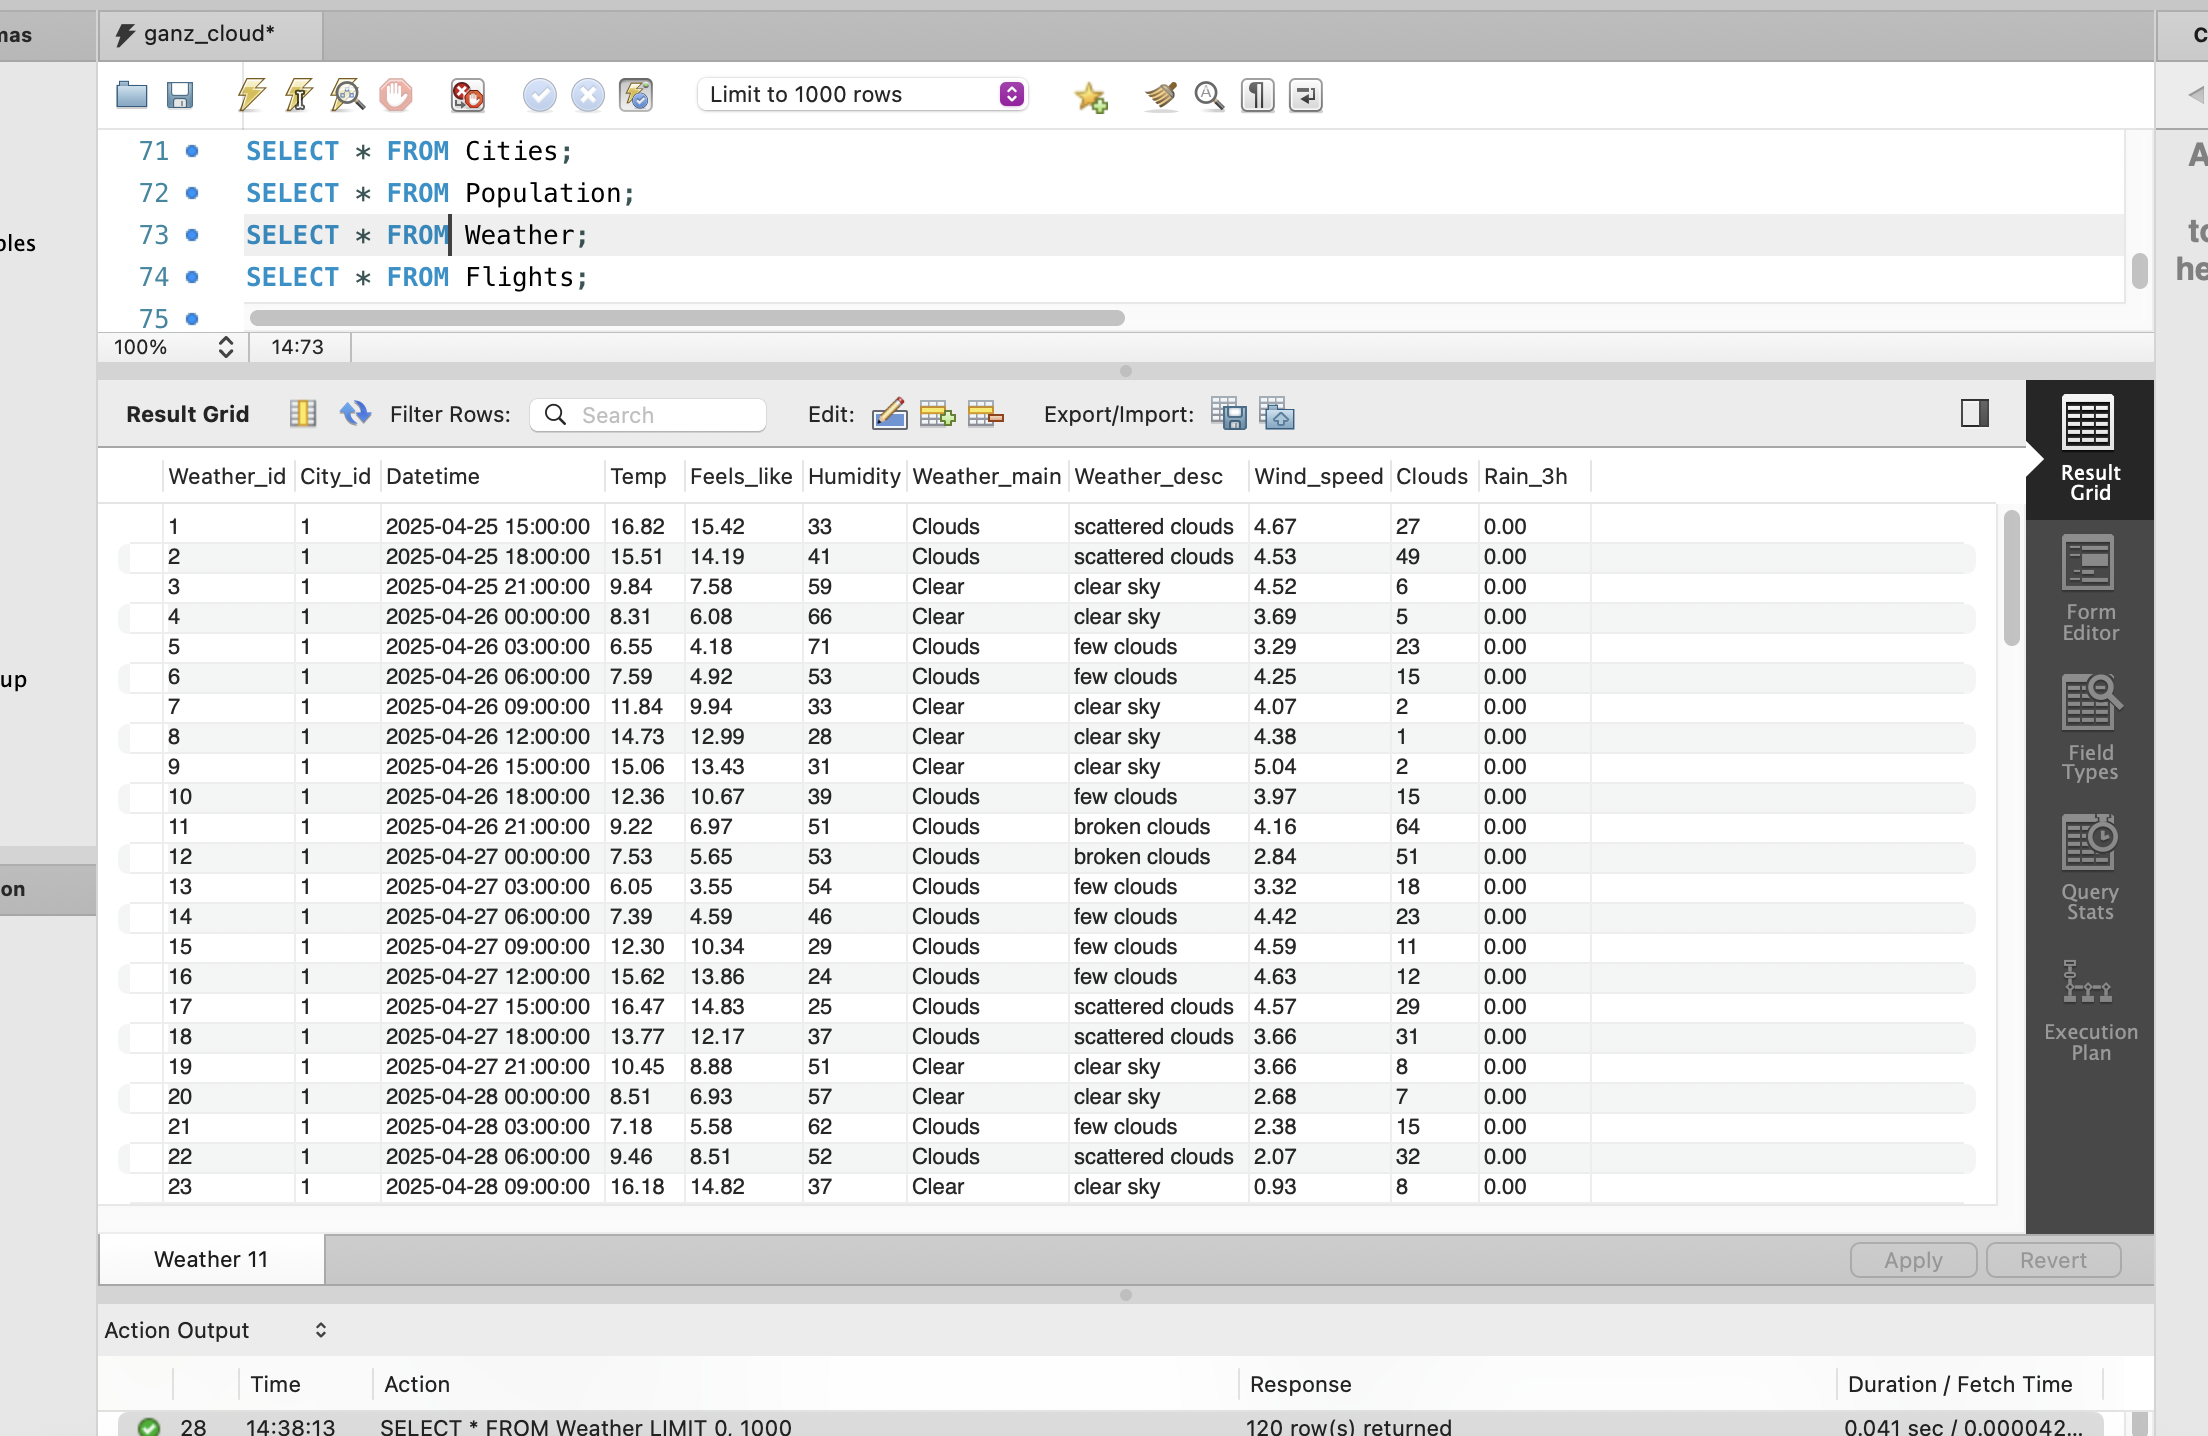 ganz_cloud*
Limit to 1000 rows
71 SELECT * FROM Cities;
72 SELECT * FROM Population;
73 SELECT * FROM Weather;
74 SELECT * FROM Flights;
75
100% 14:73
Result Grid Filter Rows: Search Edit: Export/Import:
Weather_id City_id Datetime Temp Feels_like Humidity Weather_main Weather_desc Wind_speed Clouds Rain_3h
1 1 2025-04-25 15:00:00 16.82 15.42 33 Clouds scattered clouds 4.67 27 0.00
2 1 2025-04-25 18:00:00 15.51 14.19 41 Clouds scattered clouds 4.53 49 0.00
3 1 2025-04-25 21:00:00 9.84 7.58 59 Clear clear sky 4.52 6 0.00
4 1 2025-04-26 00:00:00 8.31 6.08 66 Clear clear sky 3.69 5 0.00
5 1 2025-04-26 03:00:00 6.55 4.18 71 Clouds few clouds 3.29 23 0.00
6 1 2025-04-26 06:00:00 7.59 4.92 53 Clouds few clouds 4.25 15 0.00
7 1 2025-04-26 09:00:00 11.84 9.94 33 Clear clear sky 4.07 2 0.00
8 1 2025-04-26 12:00:00 14.73 12.99 28 Clear clear sky 4.38 1 0.00
9 1 2025-04-26 15:00:00 15.06 13.43 31 Clear clear sky 5.04 2 0.00
10 1 2025-04-26 18:00:00 12.36 10.67 39 Clouds few clouds 3.97 15 0.00
11 1 2025-04-26 21:00:00 9.22 6.97 51 Clouds broken clouds 4.16 64 0.00
12 1 2025-04-27 00:00:00 7.53 5.65 53 Clouds broken clouds 2.84 51 0.00
13 1 2025-04-27 03:00:00 6.05 3.55 54 Clouds few clouds 3.32 18 0.00
14 1 2025-04-27 06:00:00 7.39 4.59 46 Clouds few clouds 4.42 23 0.00
15 1 2025-04-27 09:00:00 12.30 10.34 29 Clouds few clouds 4.59 11 0.00
16 1 2025-04-27 12:00:00 15.62 13.86 24 Clouds few clouds 4.63 12 0.00
17 1 2025-04-27 15:00:00 16.47 14.83 25 Clouds scattered clouds 4.57 29 0.00
18 1 2025-04-27 18:00:00 13.77 12.17 37 Clouds scattered clouds 3.66 31 0.00
19 1 2025-04-27 21:00:00 10.45 8.88 51 Clear clear sky 3.66 8 0.00
20 1 2025-04-28 00:00:00 8.51 6.93 57 Clear clear sky 2.68 7 0.00
21 1 2025-04-28 03:00:00 7.18 5.58 62 Clouds few clouds 2.38 15 0.00
22 1 2025-04-28 06:00:00 9.46 8.51 52 Clouds scattered clouds 2.07 32 0.00
23 1 2025-04-28 09:00:00 16.18 14.82 37 Clear clear sky 0.93 8 0.00
Result
Grid
Form
Editor
Field
Types
Query
Stats
Execution
Plan
Weather 11 Apply Revert
Action Output
Time Action Response Duration / Fetch Time
28 14:38:13 SELECT * FROM Weather LIMIT 0, 1000 120 row(s) returned 0.041 sec / 0.000042...